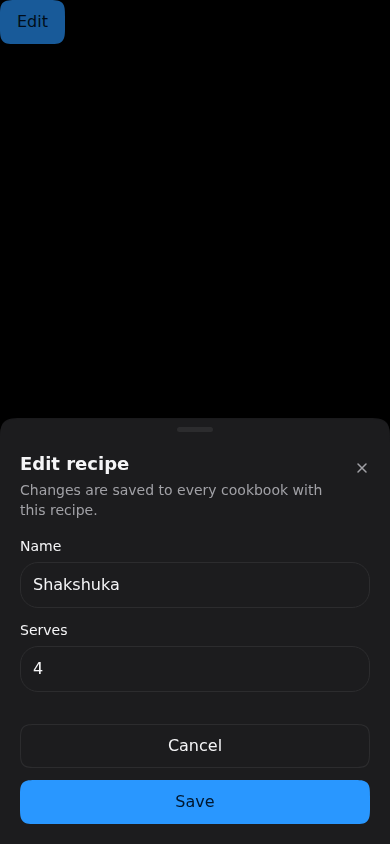 Edit
Edit recipe
Changes are saved to every cookbook with
this recipe.
Name
Shakshuka
Serves
4
Cancel
Save